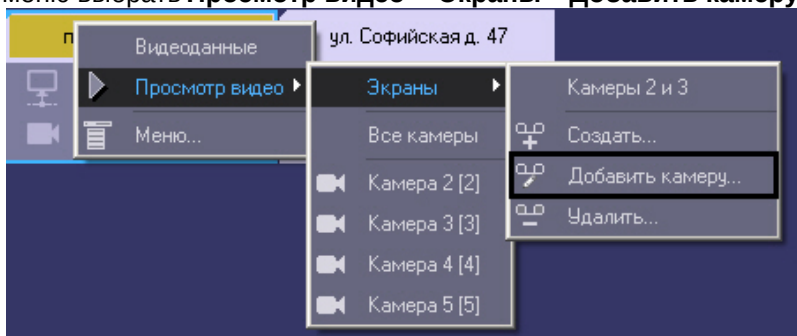 меню выбрать Просмотр видео – Экраны – Добавить камеру
ул. Софийская д. 47
Видеоданные
Просмотр видео
Меню...
Экраны
Все камеры
Камера 2 [2]
Камера 3 [3]
Камера 4 [4]
Камера 5 [5]
Камеры 2 и 3
Создать...
Добавить камеру...
Удалить...